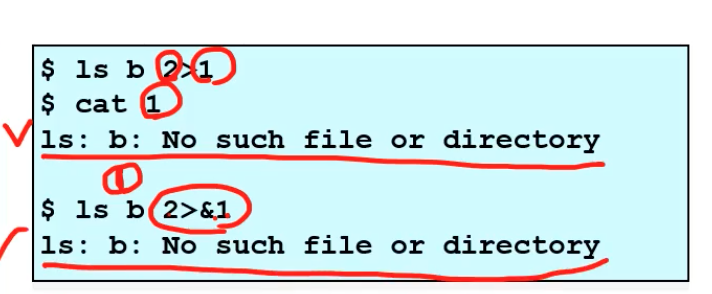 $ ls b 2>1
$ cat 1
ls: b: No such file or directory
$ ls b 2>&1
ls: b: No such file or directory